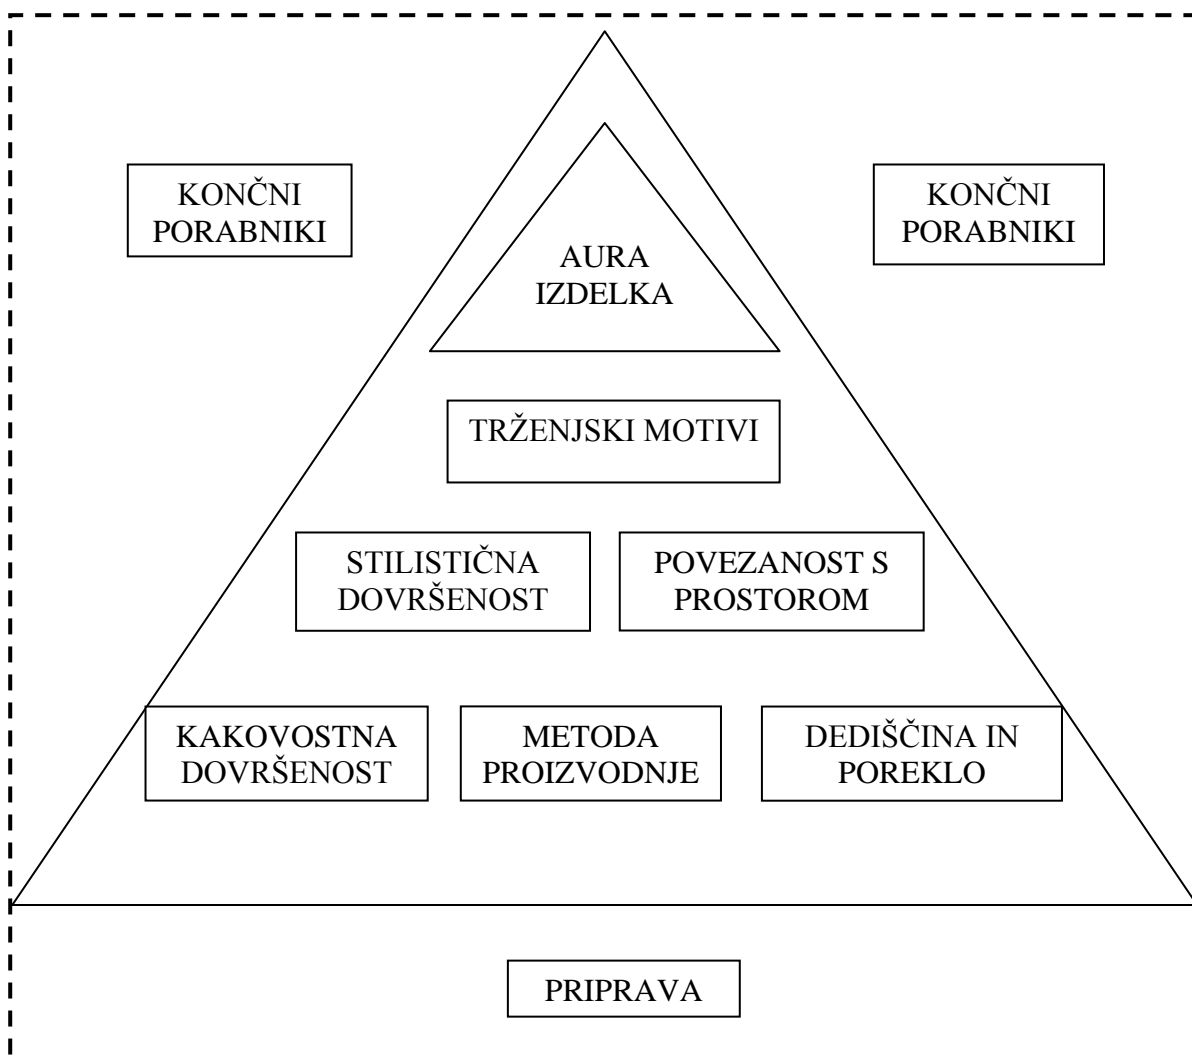 KONČNI
PORABNIKI
KONČNI
PORABNIKI
AURA
IZDELKA
TRŽENJSKI MOTIVI
STILISTIČNA
DOVRŠENOST
POVEZANOST S
PROSTOROM
KAKOVOSTNA
DOVRŠENOST
METODA
PROIZVODNJE
DEDIŠČINA IN
POREKLO
PRIPRAVA